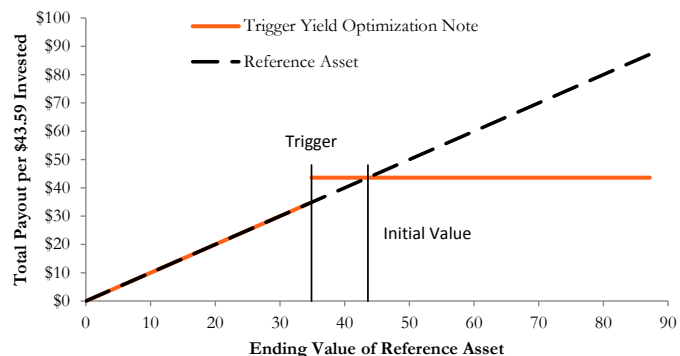 Total Payout per $43.59 Invested
$100
$90
$80
$70
$60
$50
$40
$30
$20
$10
$0
Trigger Yield Optimization Note
Reference Asset
Trigger
Initial Value
0 10 20 30 40 50 60 70 80 90
Ending Value of Reference Asset